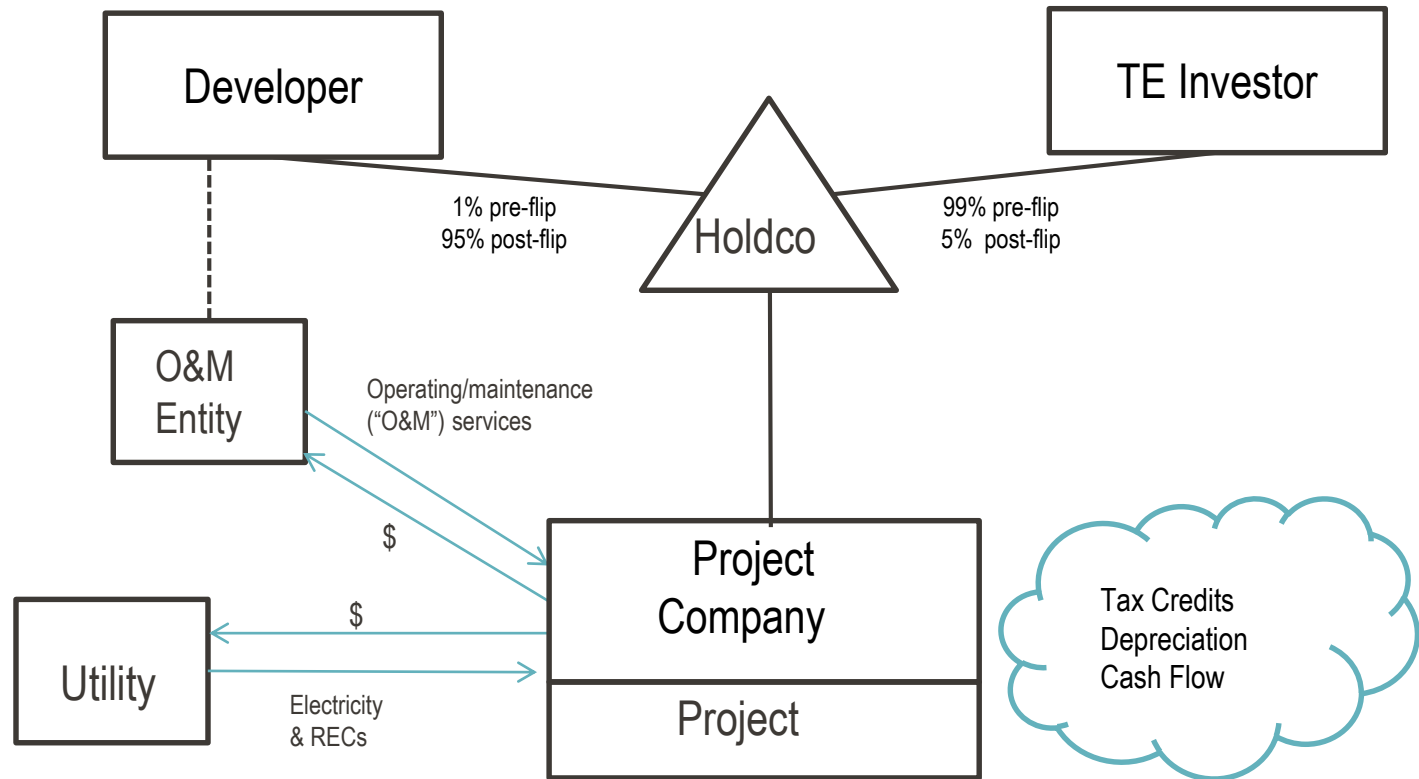 Developer
TE Investor
1% pre-flip
95% post-flip
Holdco
99% pre-flip
5% post-flip
O&M
Entity
Operating/maintenance
(“O&M”) services
$
Project
Company
$
Utility
Electricity
& RECs
Project
Tax Credits
Depreciation
Cash Flow